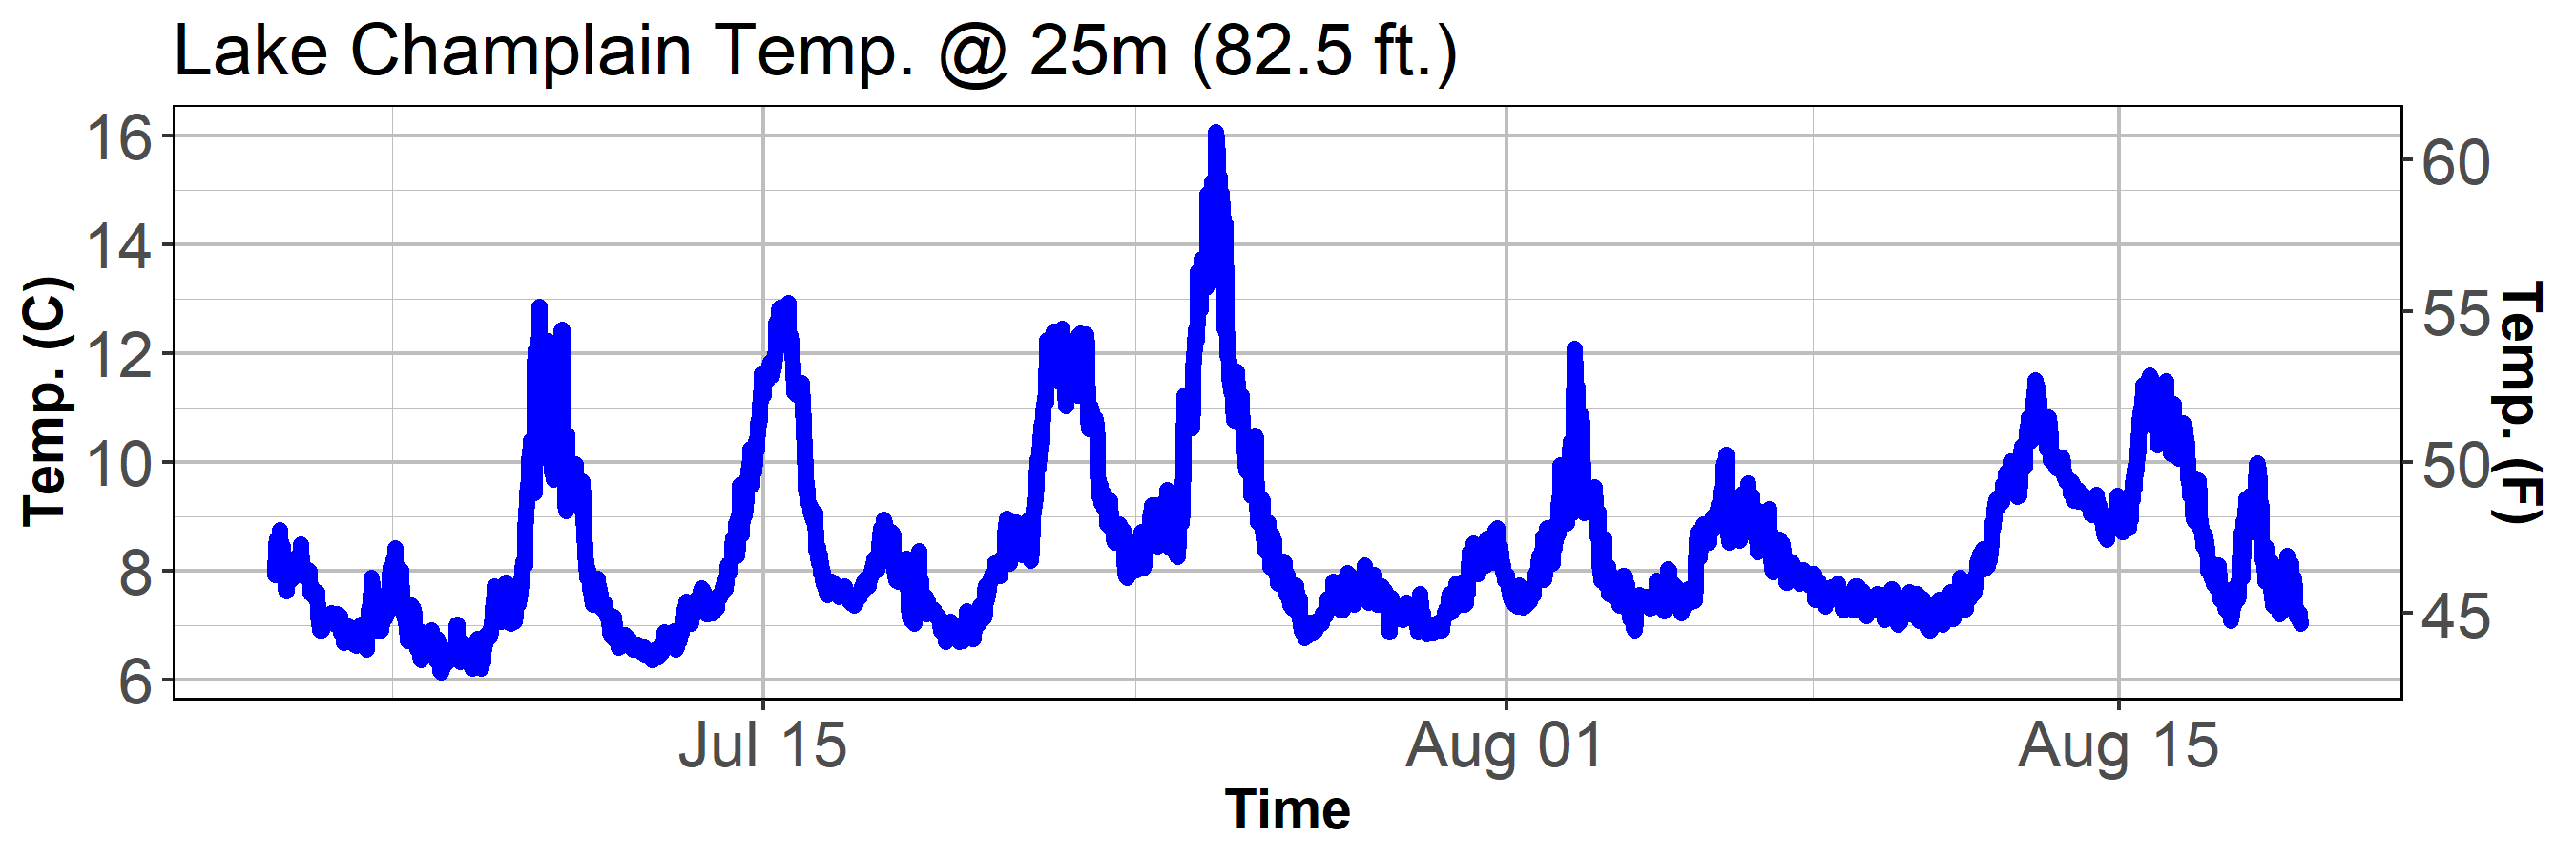 Lake Champlain Temp. @ 25m (82.5 ft.)
16
14
12
10
8
6
Temp. (C)
60
55
50
45
Temp. (F)
Jul 15
Aug 01
Aug 15
Time